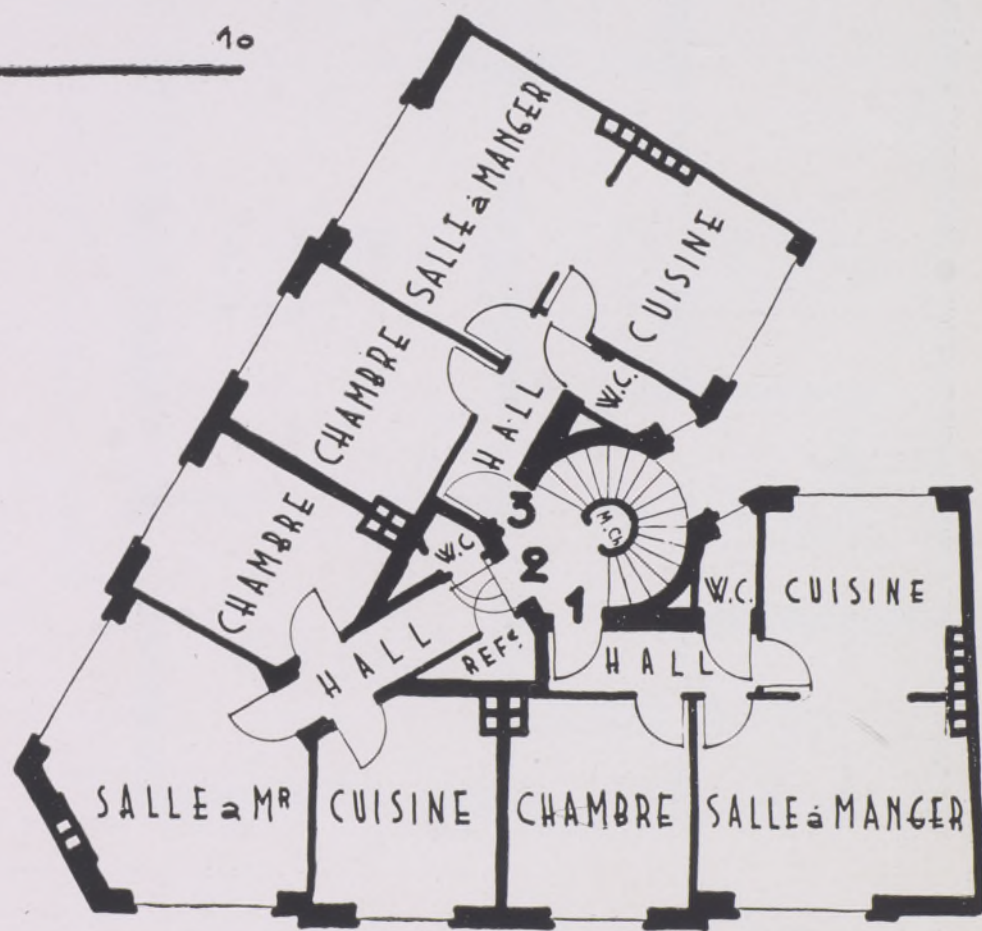 10
SALLE à MANGER
CUISINE
CHAMBRE
W.C.
HALL
CHAMBRE
3
M.Ch
W.C
2
1
W.C.
CUISINE
HALL
REFᵗ
HALL
SALLE a Mᴿ
CUISINE
CHAMBRE
SALLE à MANGER